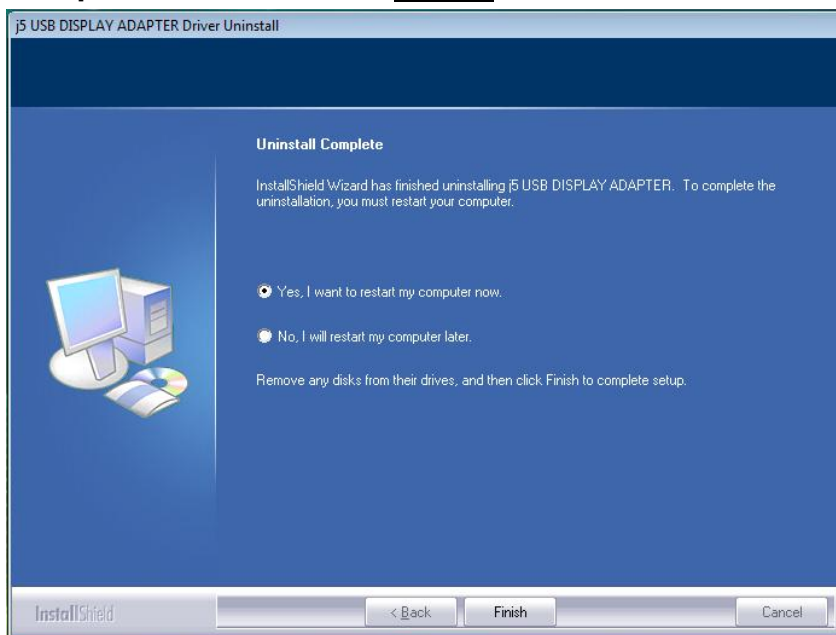 j5 USB DISPLAY ADAPTER Driver Uninstall
Uninstall Complete
InstallShield Wizard has finished uninstalling j5 USB DISPLAY ADAPTER. To complete the
uninstallation, you must restart your computer.
Yes, I want to restart my computer now.
No, I will restart my computer later.
Remove any disks from their drives, and then click Finish to complete setup.
InstallShield
< Back
Finish
Cancel